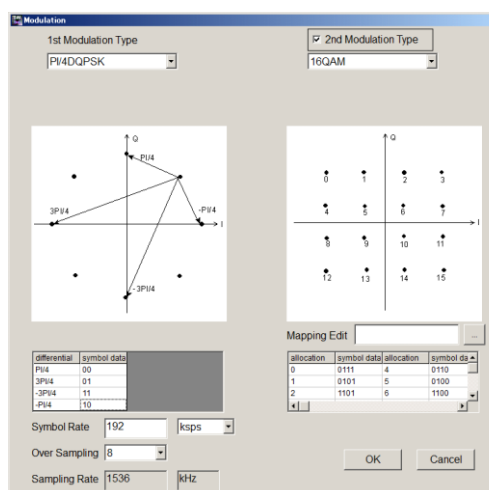 Modulation
1st Modulation Type
2nd Modulation Type
PI/4DQPSK
16QAM
Q
PI/4
3PI/4
-PI/4
I
-3PI/4
Q
0 1 2 3
4 5 6 7
I
8 9 10 11
12 13 14 15
Mapping Edit ...
differential symbol data
PI/4 00
3PI/4 01
-3PI/4 11
-PI/4 10
allocation symbol data allocation symbol da
0 0111 4 0110
1 0101 5 0100
2 1101 6 1100
Symbol Rate 192 ksps
Over Sampling 8
Sampling Rate 1536 kHz
OK Cancel